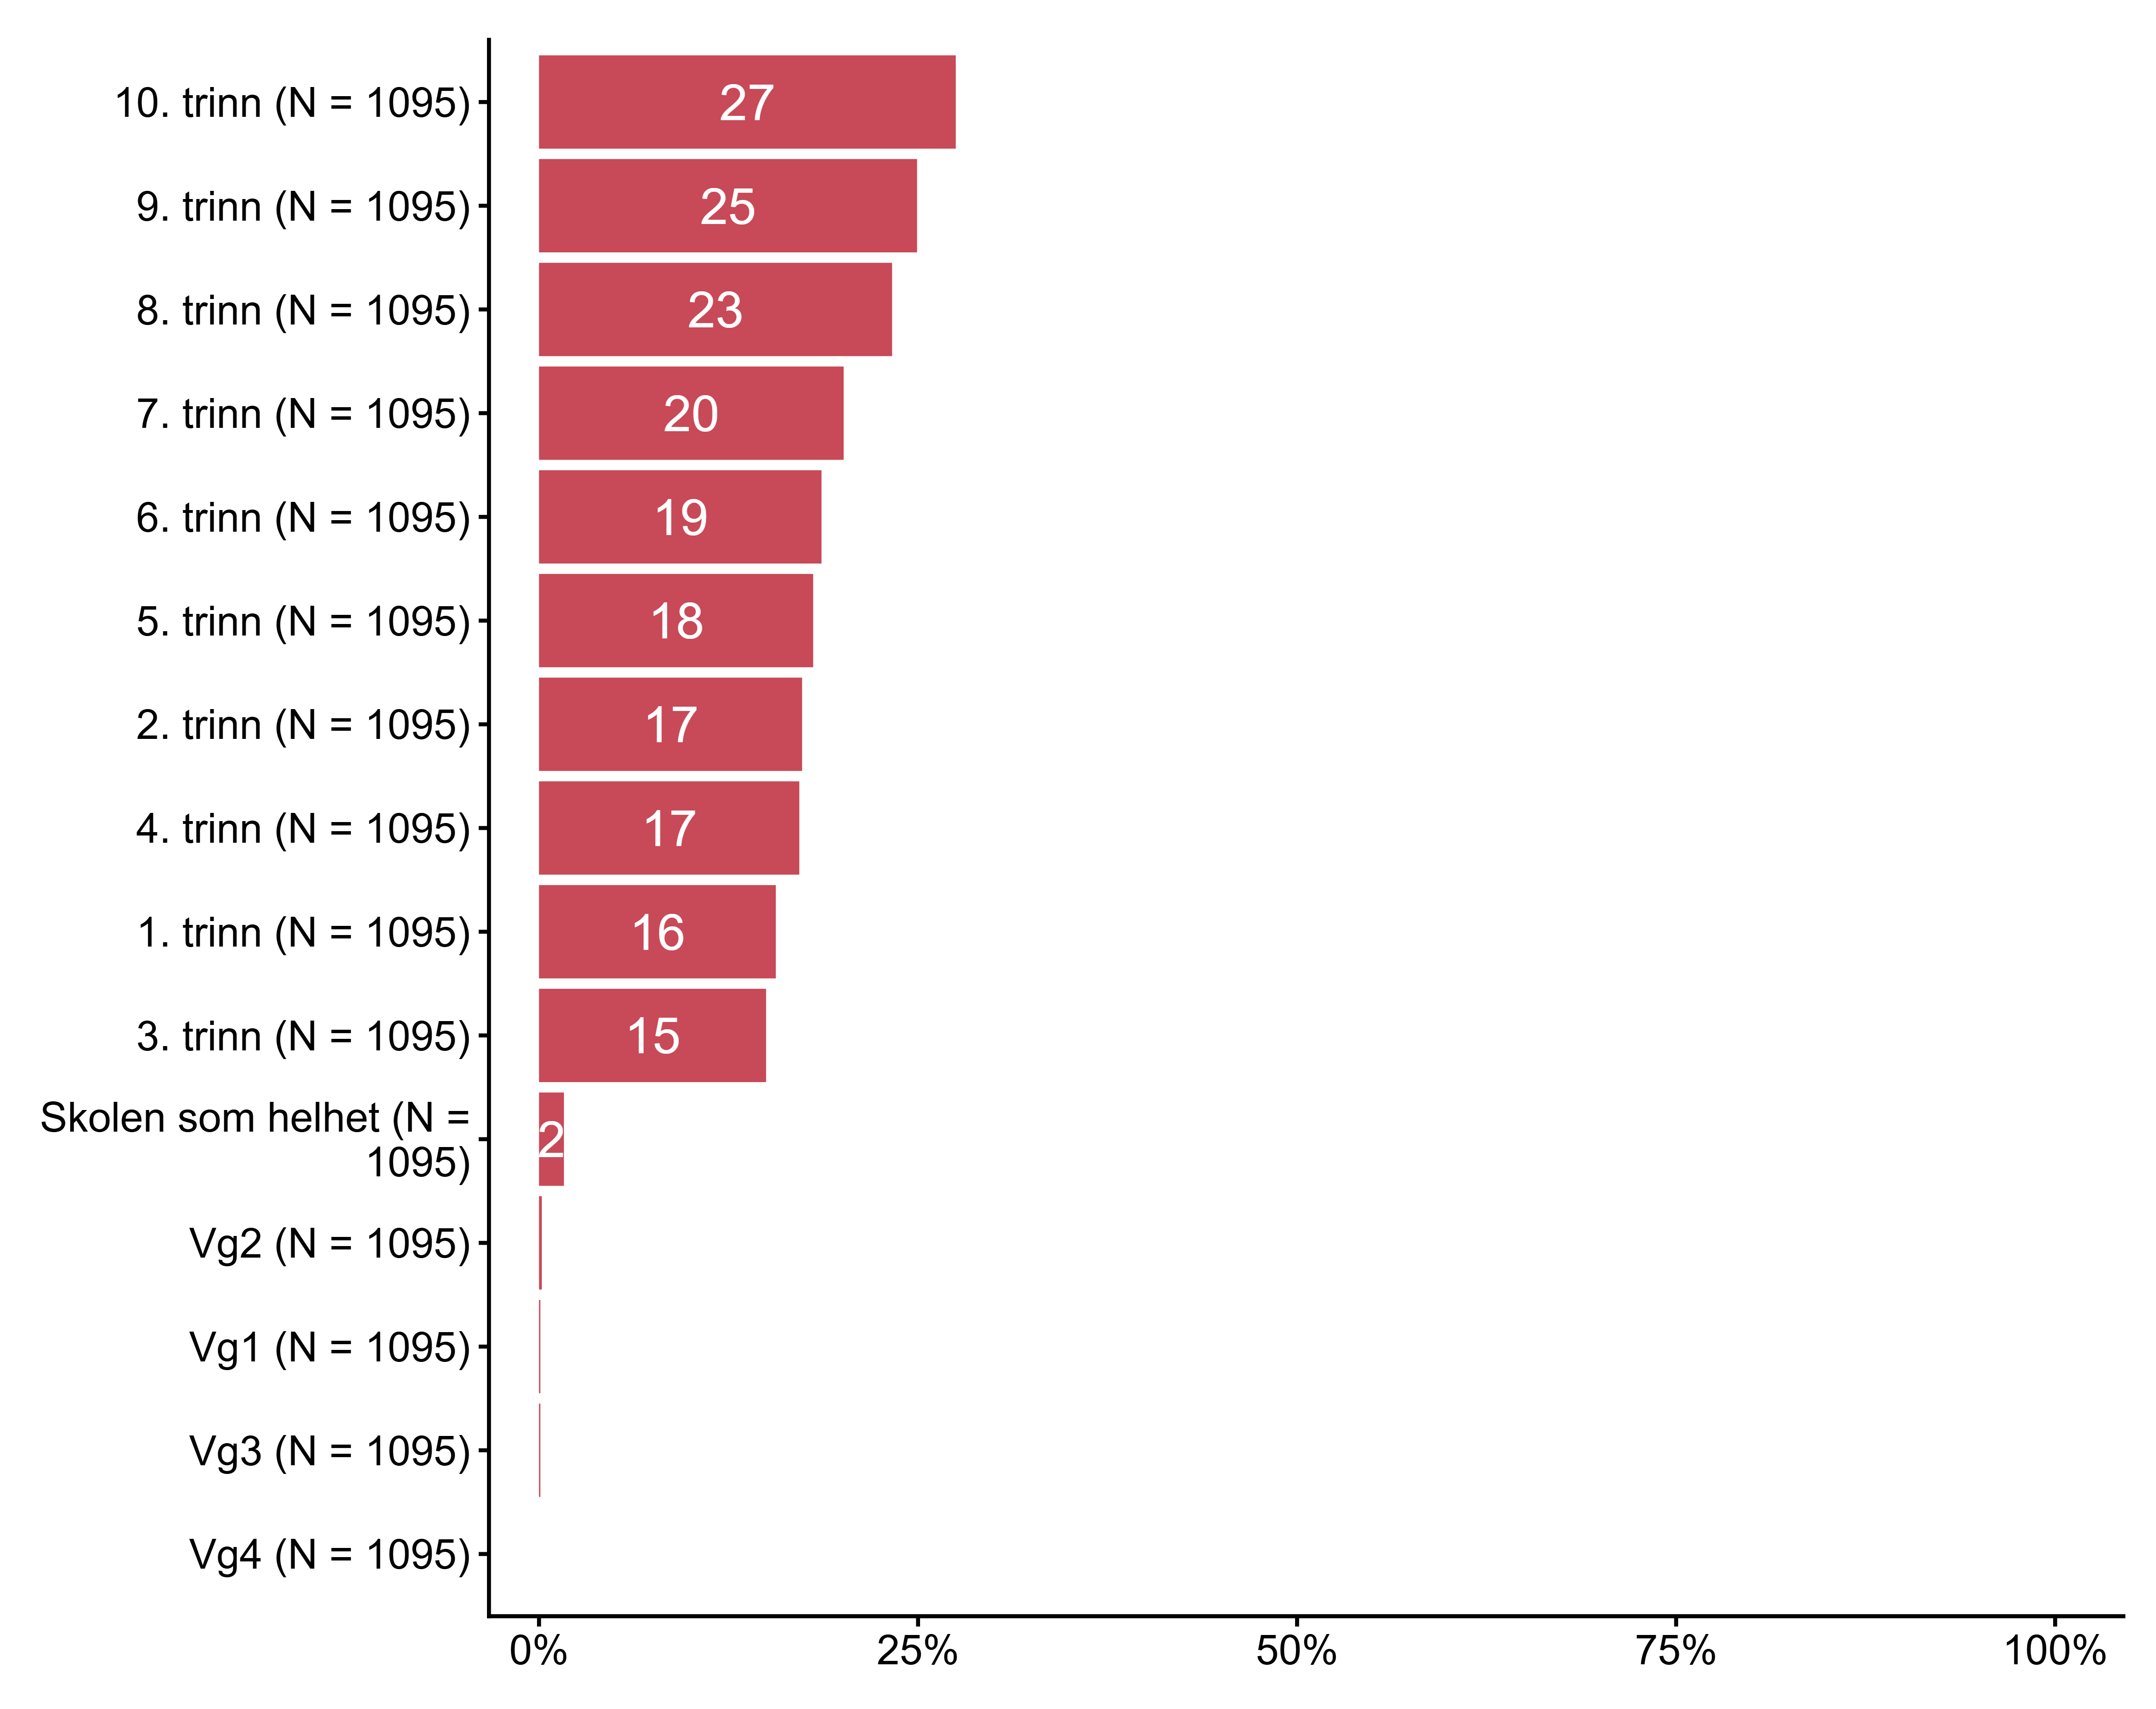 10. trinn (N = 1095)
27
9. trinn (N = 1095)
25
8. trinn (N = 1095)
23
7. trinn (N = 1095)
20
6. trinn (N = 1095)
19
5. trinn (N = 1095)
18
2. trinn (N = 1095)
17
4. trinn (N = 1095)
17
1. trinn (N = 1095)
16
3. trinn (N = 1095)
15
Skolen som helhet (N =
1095)
2
Vg2 (N = 1095)
Vg1 (N = 1095)
Vg3 (N = 1095)
Vg4 (N = 1095)
0% 25% 50% 75% 100%